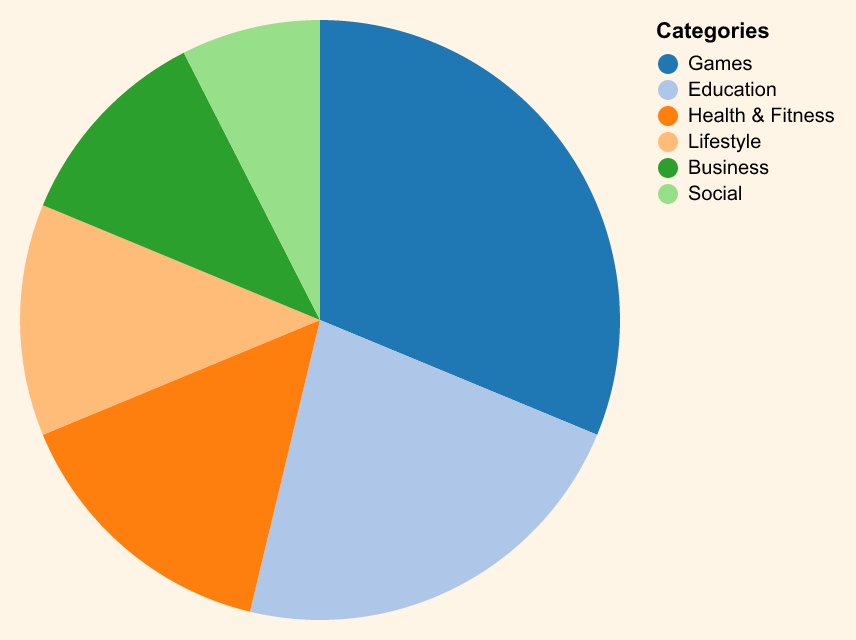 Categories
Games
Education
Health & Fitness
Lifestyle
Business
Social